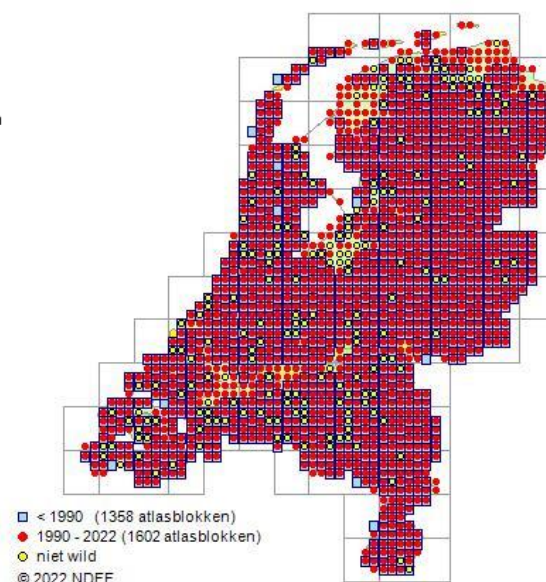 < 1990 (1358 atlasblokken)
1990 - 2022 (1602 atlasblokken)
niet wild
© 2022 NDFF